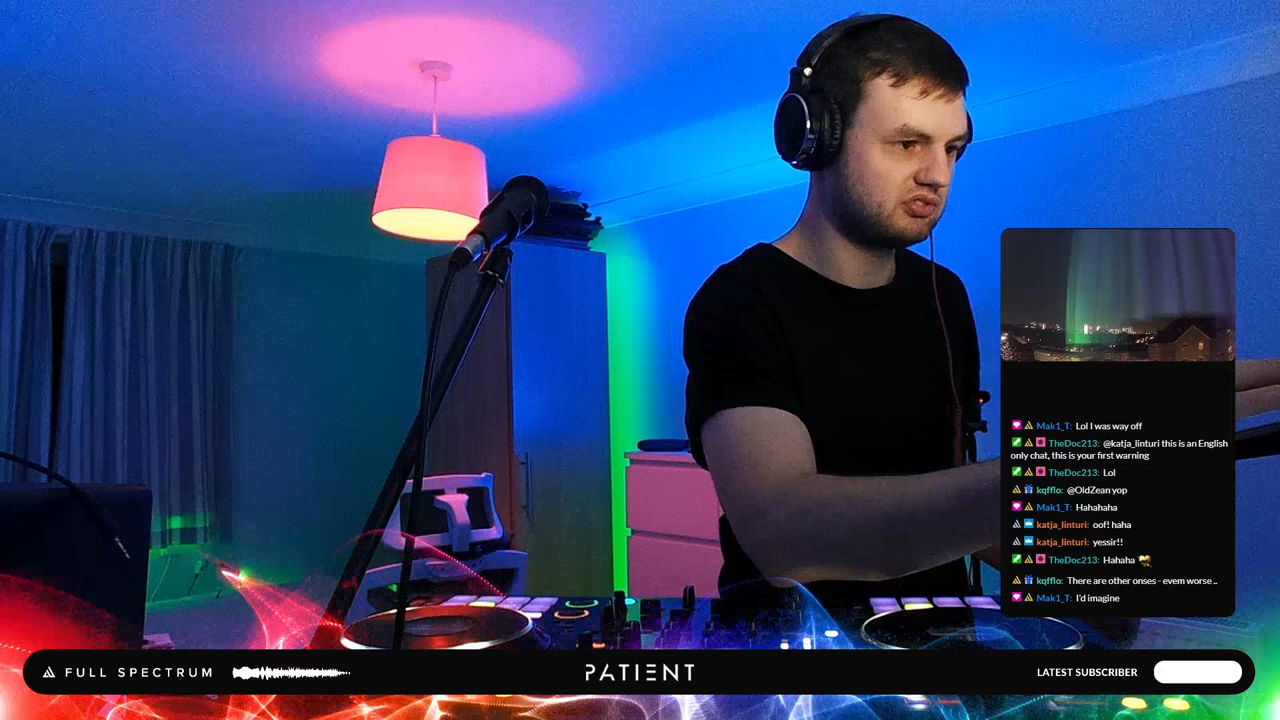 Mak1_T: Lol I was way off
TheDoc213: @katja_linturi this is an English
only chat, this is your first warning
TheDoc213: Lol
kqfflo: @OldZean yop
Mak1_T: Hahahaha
katja_linturi: oof! haha
katja_linturi: yessir!!
TheDoc213: Hahaha
kqfflo: There are other onses - evem worse ..
Mak1_T: I'd imagine
FULL SPECTRUM
PATIENT
LATEST SUBSCRIBER